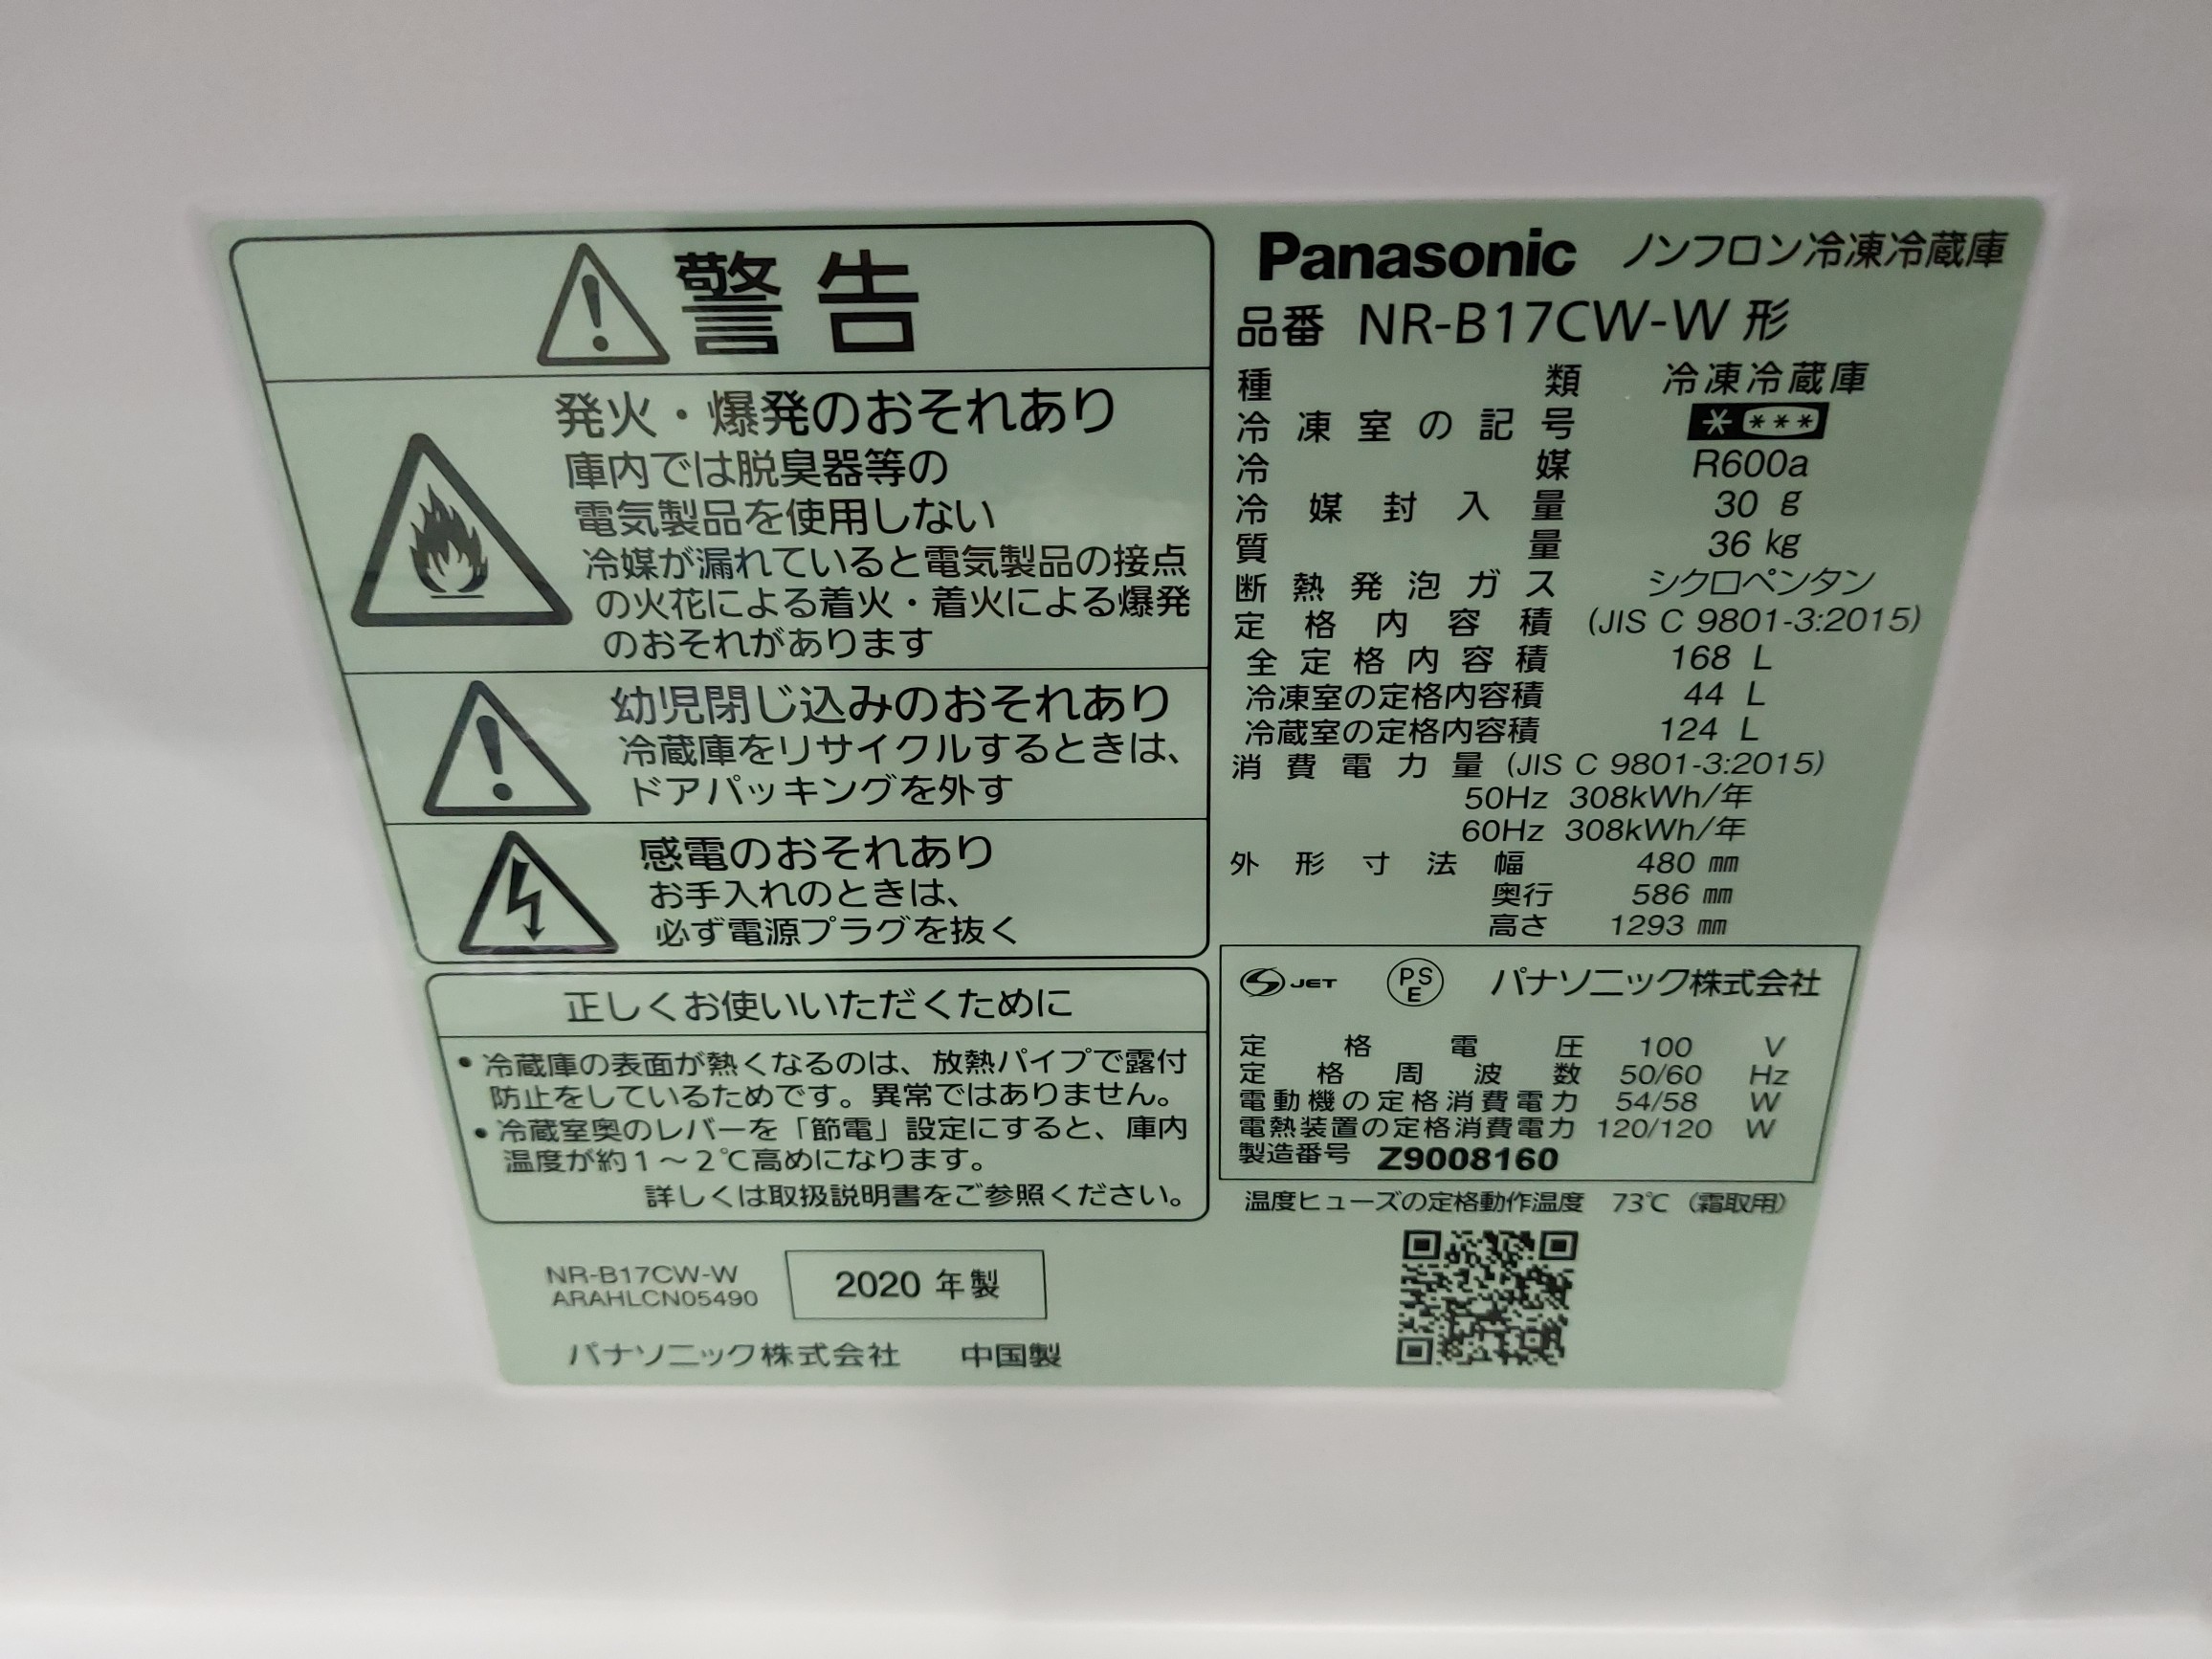 警告
発火・爆発のおそれあり
庫内では脱臭器等の
電気製品を使用しない
冷媒が漏れていると電気製品の接点
の火花による着火・着火による爆発
のおそれがあります
幼児閉じ込みのおそれあり
冷蔵庫をリサイクルするときは、
ドアパッキングを外す
感電のおそれあり
お手入れのときは、
必ず電源プラグを抜く
正しくお使いいただくために
•冷蔵庫の表面が熱くなるのは、放熱パイプで露付
防止をしているためです。異常ではありません。
•冷蔵室奥のレバーを「節電」設定にすると、庫内
温度が約1～2℃高めになります。
詳しくは取扱説明書をご参照ください。
NR-B17CW-W
ARAHLCN05490
2020 年製
パナソニック株式会社 中国製
Panasonic ノンフロン冷凍冷蔵庫
品番 NR-B17CW-W 形
種類 冷凍冷蔵庫
冷凍室の記号 * ***
冷媒 R600a
冷媒封入量 30 g
質量 36 kg
断熱発泡ガス シクロペンタン
定格内容積 (JIS C 9801-3:2015)
全定格内容積 168 L
冷凍室の定格内容積 44 L
冷蔵室の定格内容積 124 L
消費電力量 (JIS C 9801-3:2015)
50Hz 308kWh/年
60Hz 308kWh/年
外形寸法 幅 480 ㎜
奥行 586 ㎜
高さ 1293 ㎜
S JET PSE パナソニック株式会社
定格電圧 100 V
定格周波数 50/60 Hz
電動機の定格消費電力 54/58 W
電熱装置の定格消費電力 120/120 W
製造番号 Z9008160
温度ヒューズの定格動作温度 73℃ (霜取用)